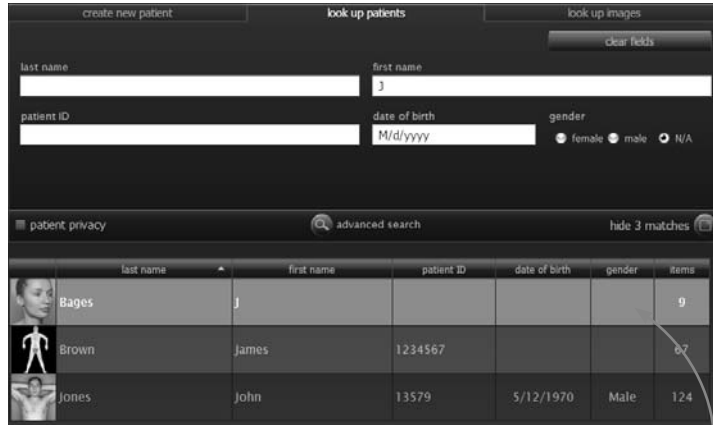 create new patient look up patients look up images
clear fields
last name first name
J
patient ID date of birth gender
M/d/yyyy female male N/A
patient privacy advanced search hide 3 matches
last name first name patient ID date of birth gender items
Bages J 9
Brown James 1234567 67
Jones John 13579 5/12/1970 Male 124